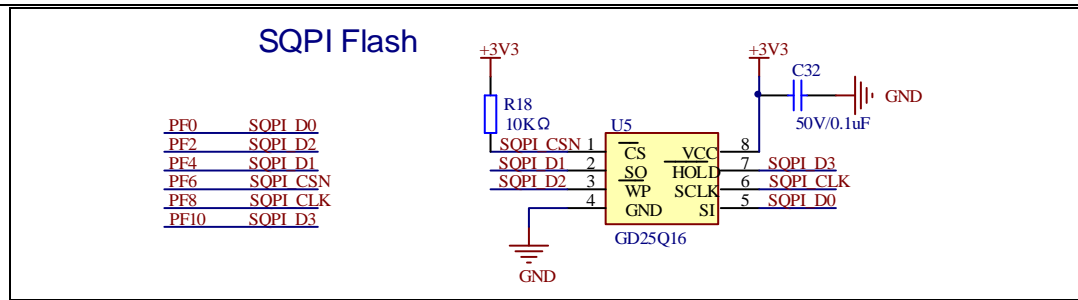 SQPI Flash
PF0 SQPI_D0
PF2 SQPI_D2
PF4 SQPI_D1
PF6 SQPI_CSN
PF8 SQPI_CLK
PF10 SQPI_D3
+3V3
R18
10KΩ
+3V3
C32
50V/0.1uF
GND
U5
SQPI_CSN 1 CS VCC 8
SQPI_D1 2 SO HOLD 7 SQPI_D3
SQPI_D2 3 WP SCLK 6 SQPI_CLK
4 GND SI 5 SQPI_D0
GD25Q16
GND